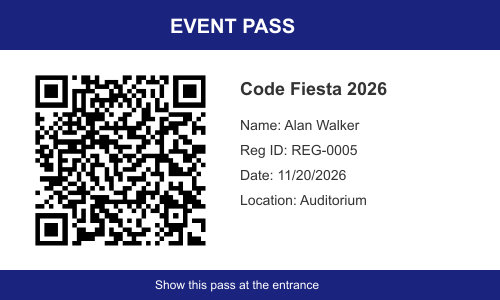 EVENT PASS
Code Fiesta 2026
Name: Alan Walker
Reg ID: REG-0005
Date: 11/20/2026
Location: Auditorium
Show this pass at the entrance